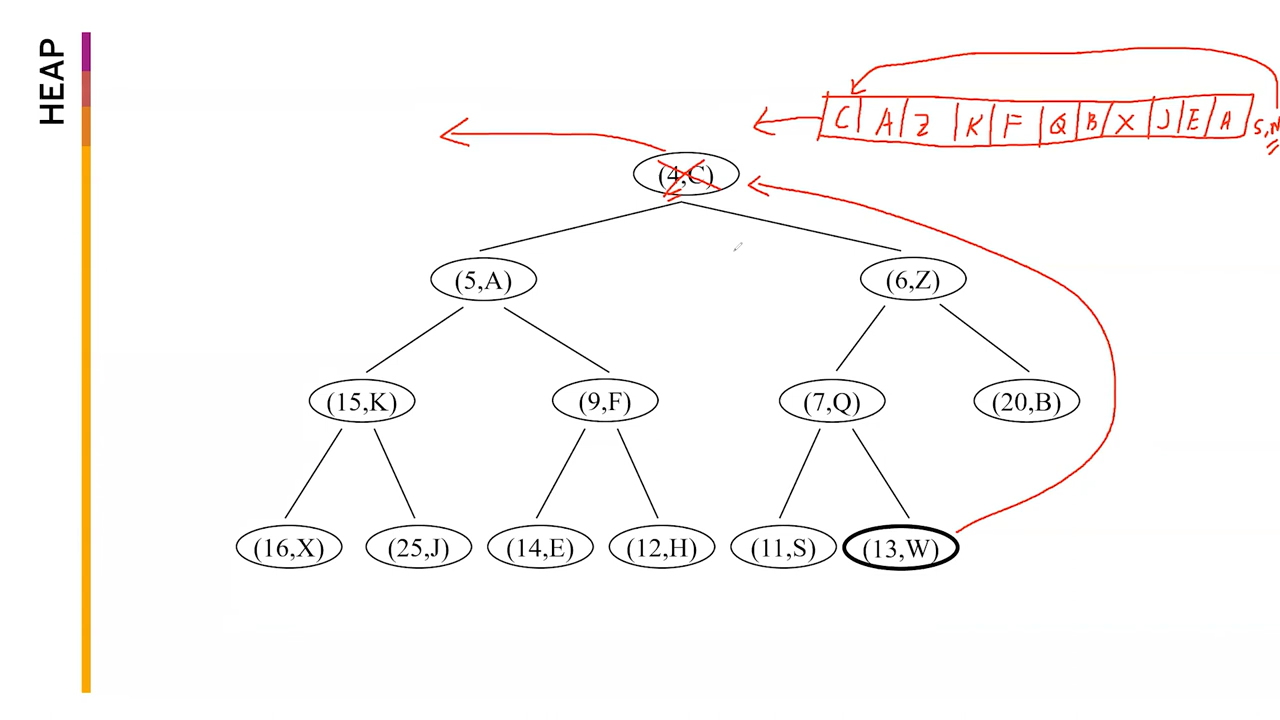 HEAP
C A Z K F Q B X J E A S,
(4,C)
(5,A) (6,Z)
(15,K) (9,F) (7,Q) (20,B)
(16,X) (25,J) (14,E) (12,H) (11,S) (13,W)